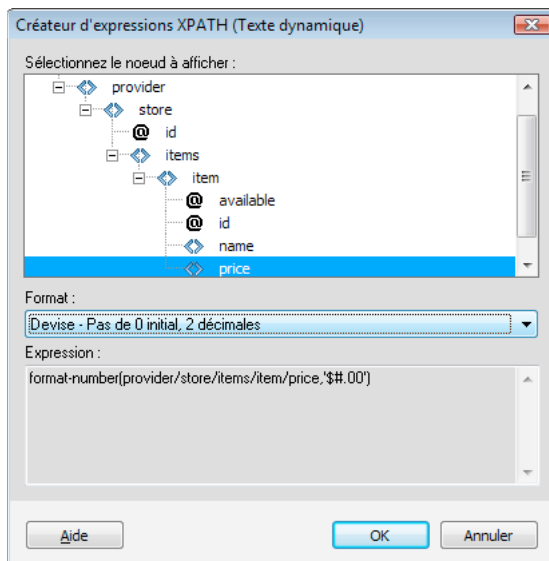 Créateur d'expressions XPATH (Texte dynamique)
Sélectionnez le noeud à afficher :
provider
store
@ id
items
item
@ available
@ id
name
price
Format :
Devise - Pas de 0 initial, 2 décimales
Expression :
format-number(provider/store/items/item/price,'$#.00')
Aide
OK
Annuler